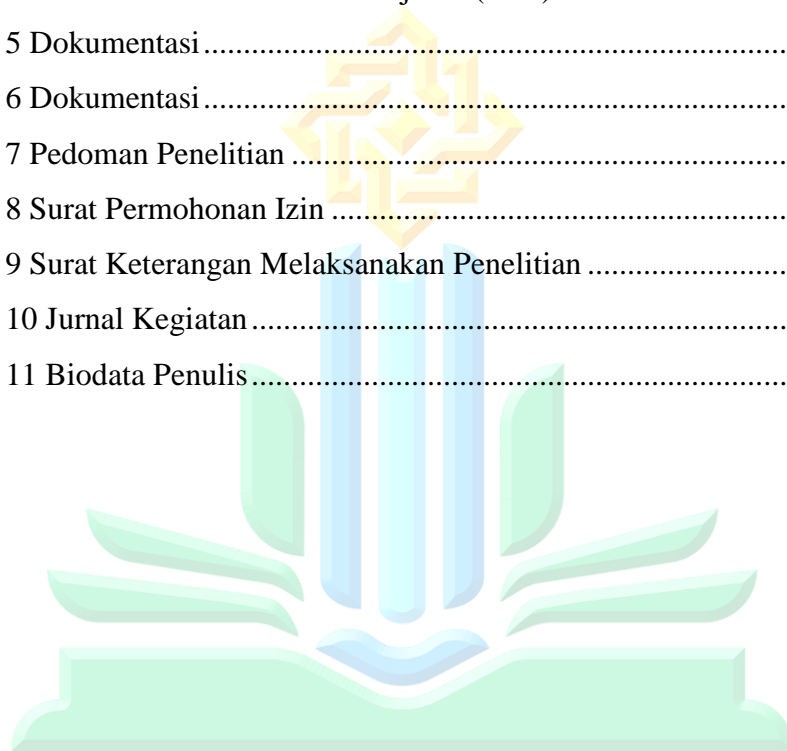 5 Dokumentasi........................................................................
6 Dokumentasi........................................................................
7 Pedoman Penelitian .............................................................
8 Surat Permohonan Izin ........................................................
9 Surat Keterangan Melaksanakan Penelitian .........................
10 Jurnal Kegiatan..................................................................
11 Biodata Penulis..................................................................